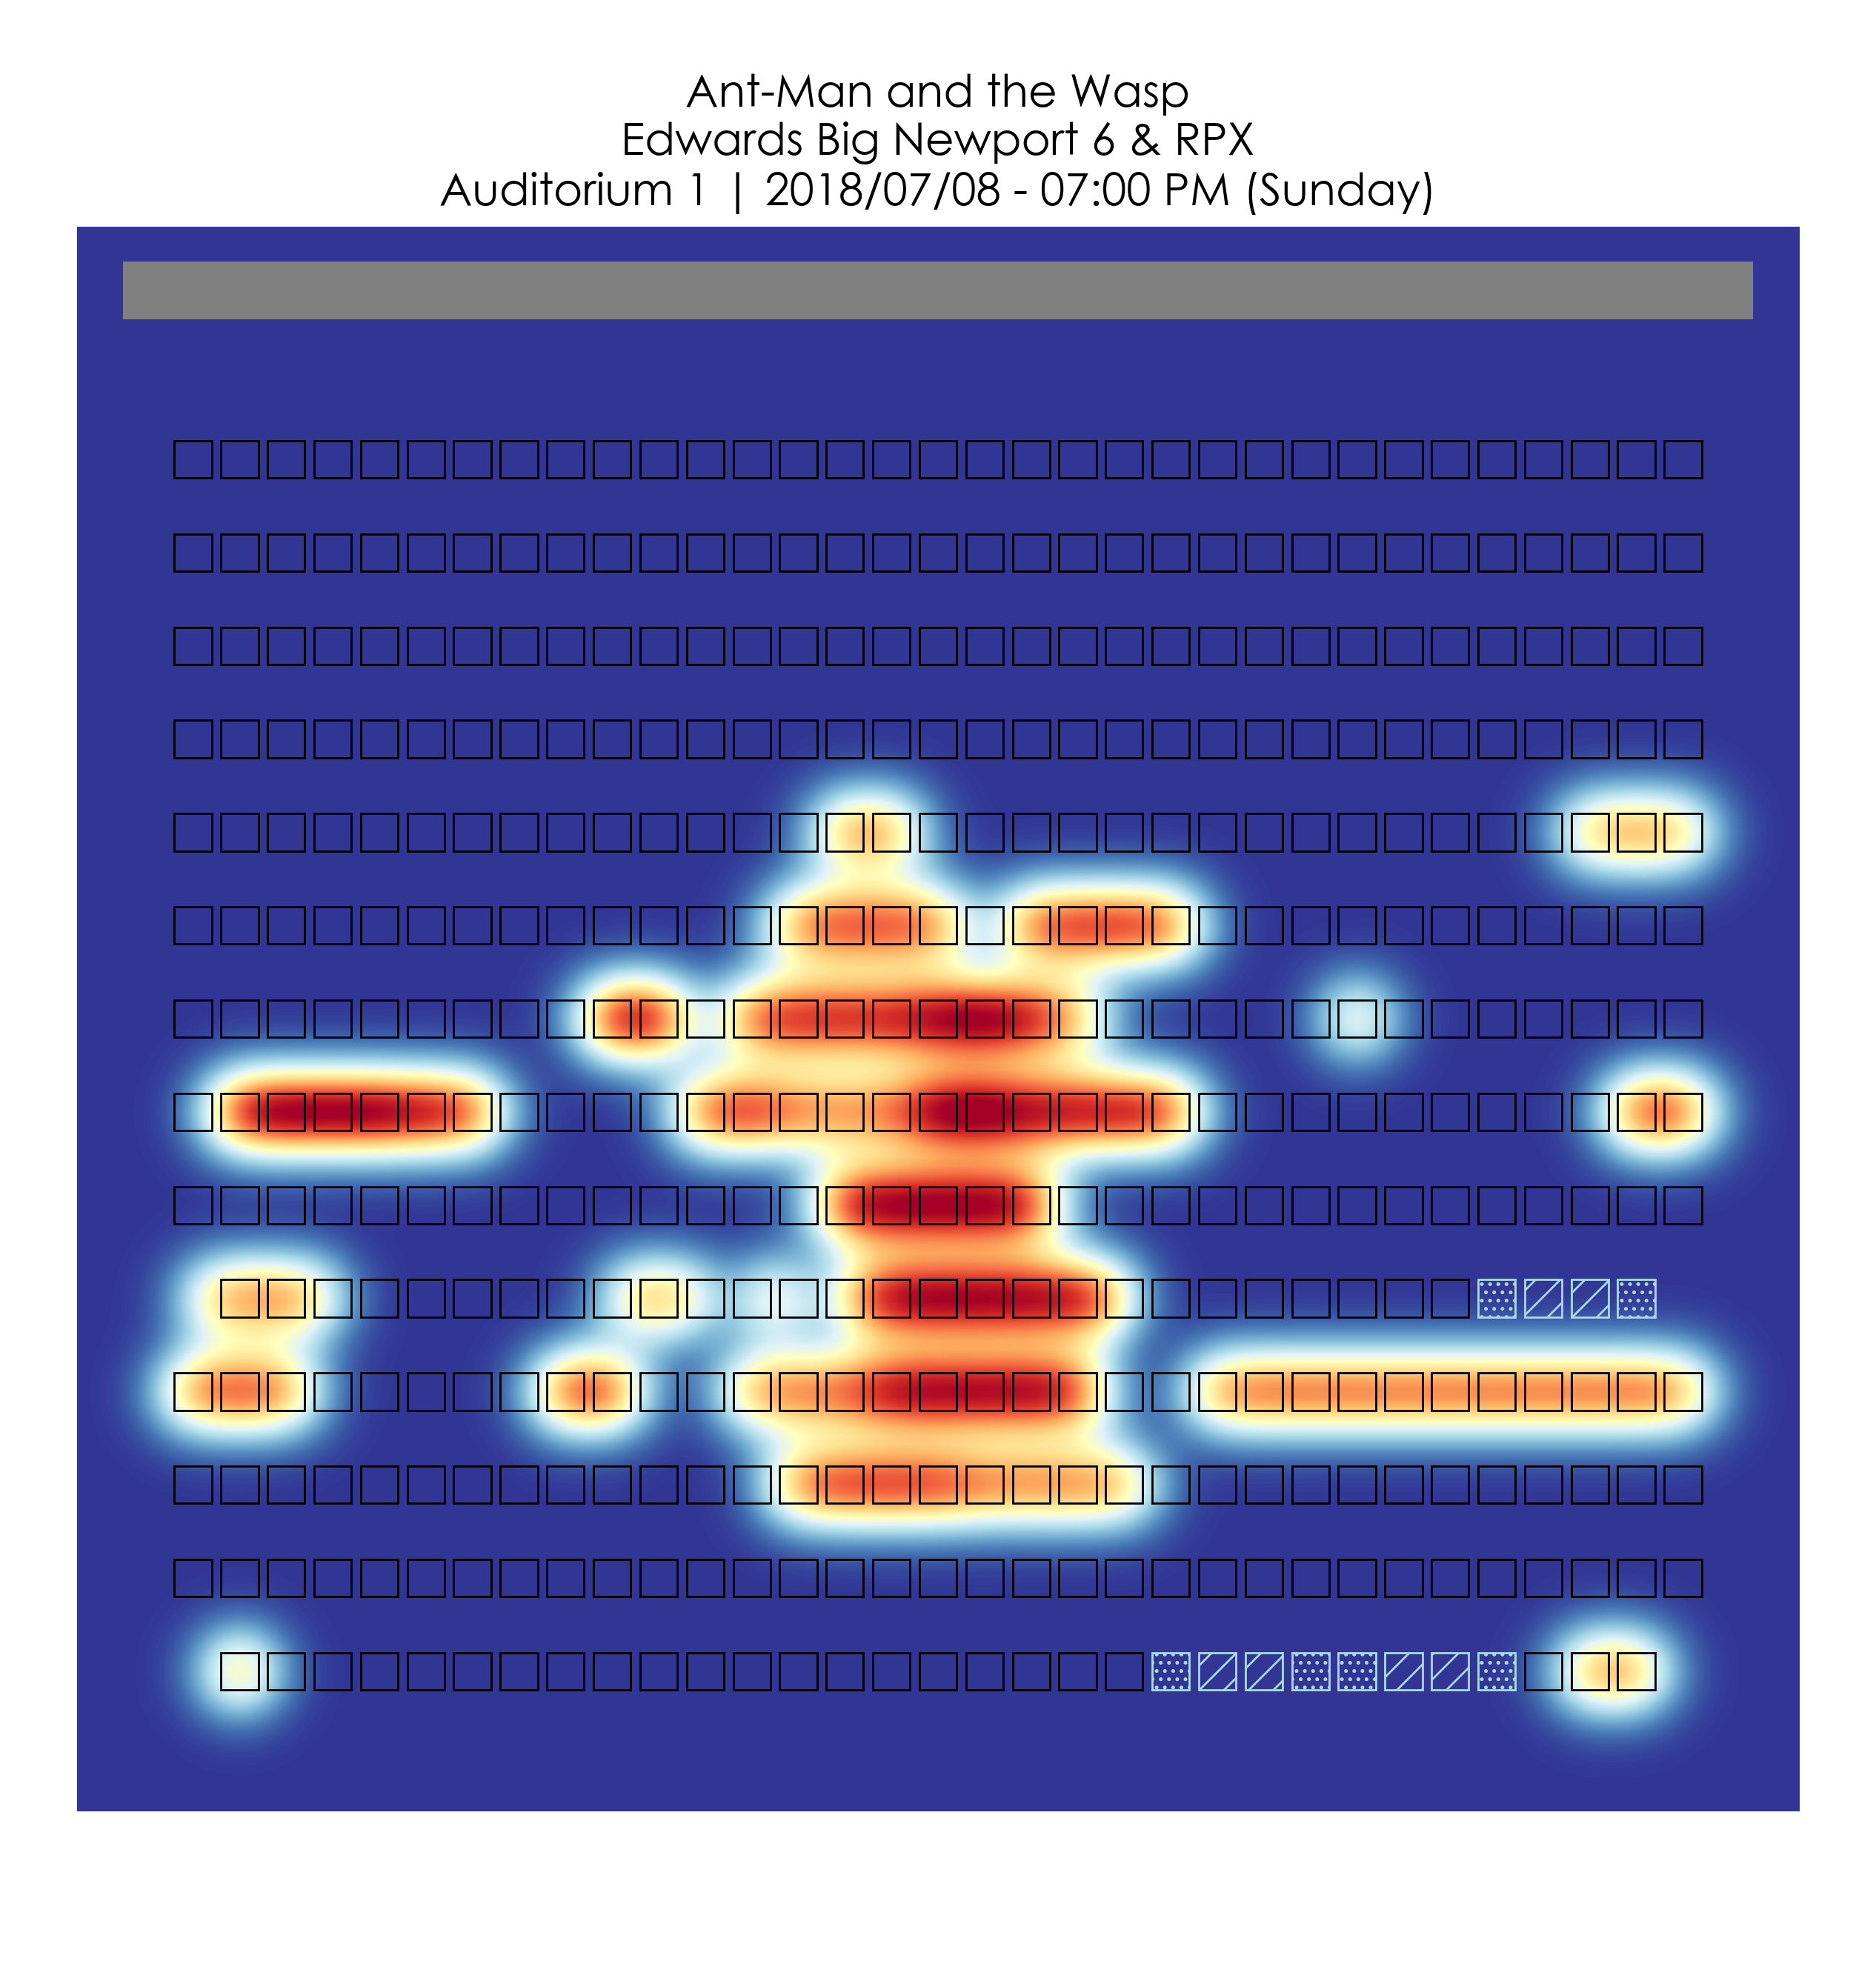 Ant-Man and the Wasp
Edwards Big Newport 6 & RPX
Auditorium 1 | 2018/07/08 - 07:00 PM (Sunday)